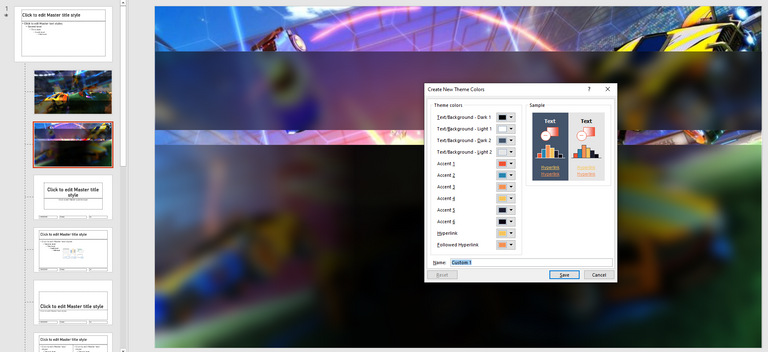 1
Click to edit Master title style
Click to edit Master title style
Click to edit Master title style
Click to edit Master title style
Click to edit Master title style
Create New Theme Colors
?
Theme colors
Sample
Text/Background - Dark 1
Text/Background - Light 1
Text/Background - Dark 2
Text/Background - Light 2
Accent 1
Accent 2
Accent 3
Accent 4
Accent 5
Accent 6
Hyperlink
Followed Hyperlink
Text
Text
Hyperlink
Hyperlink
Hyperlink
Hyperlink
Name: Custom 1
Reset
Save
Cancel